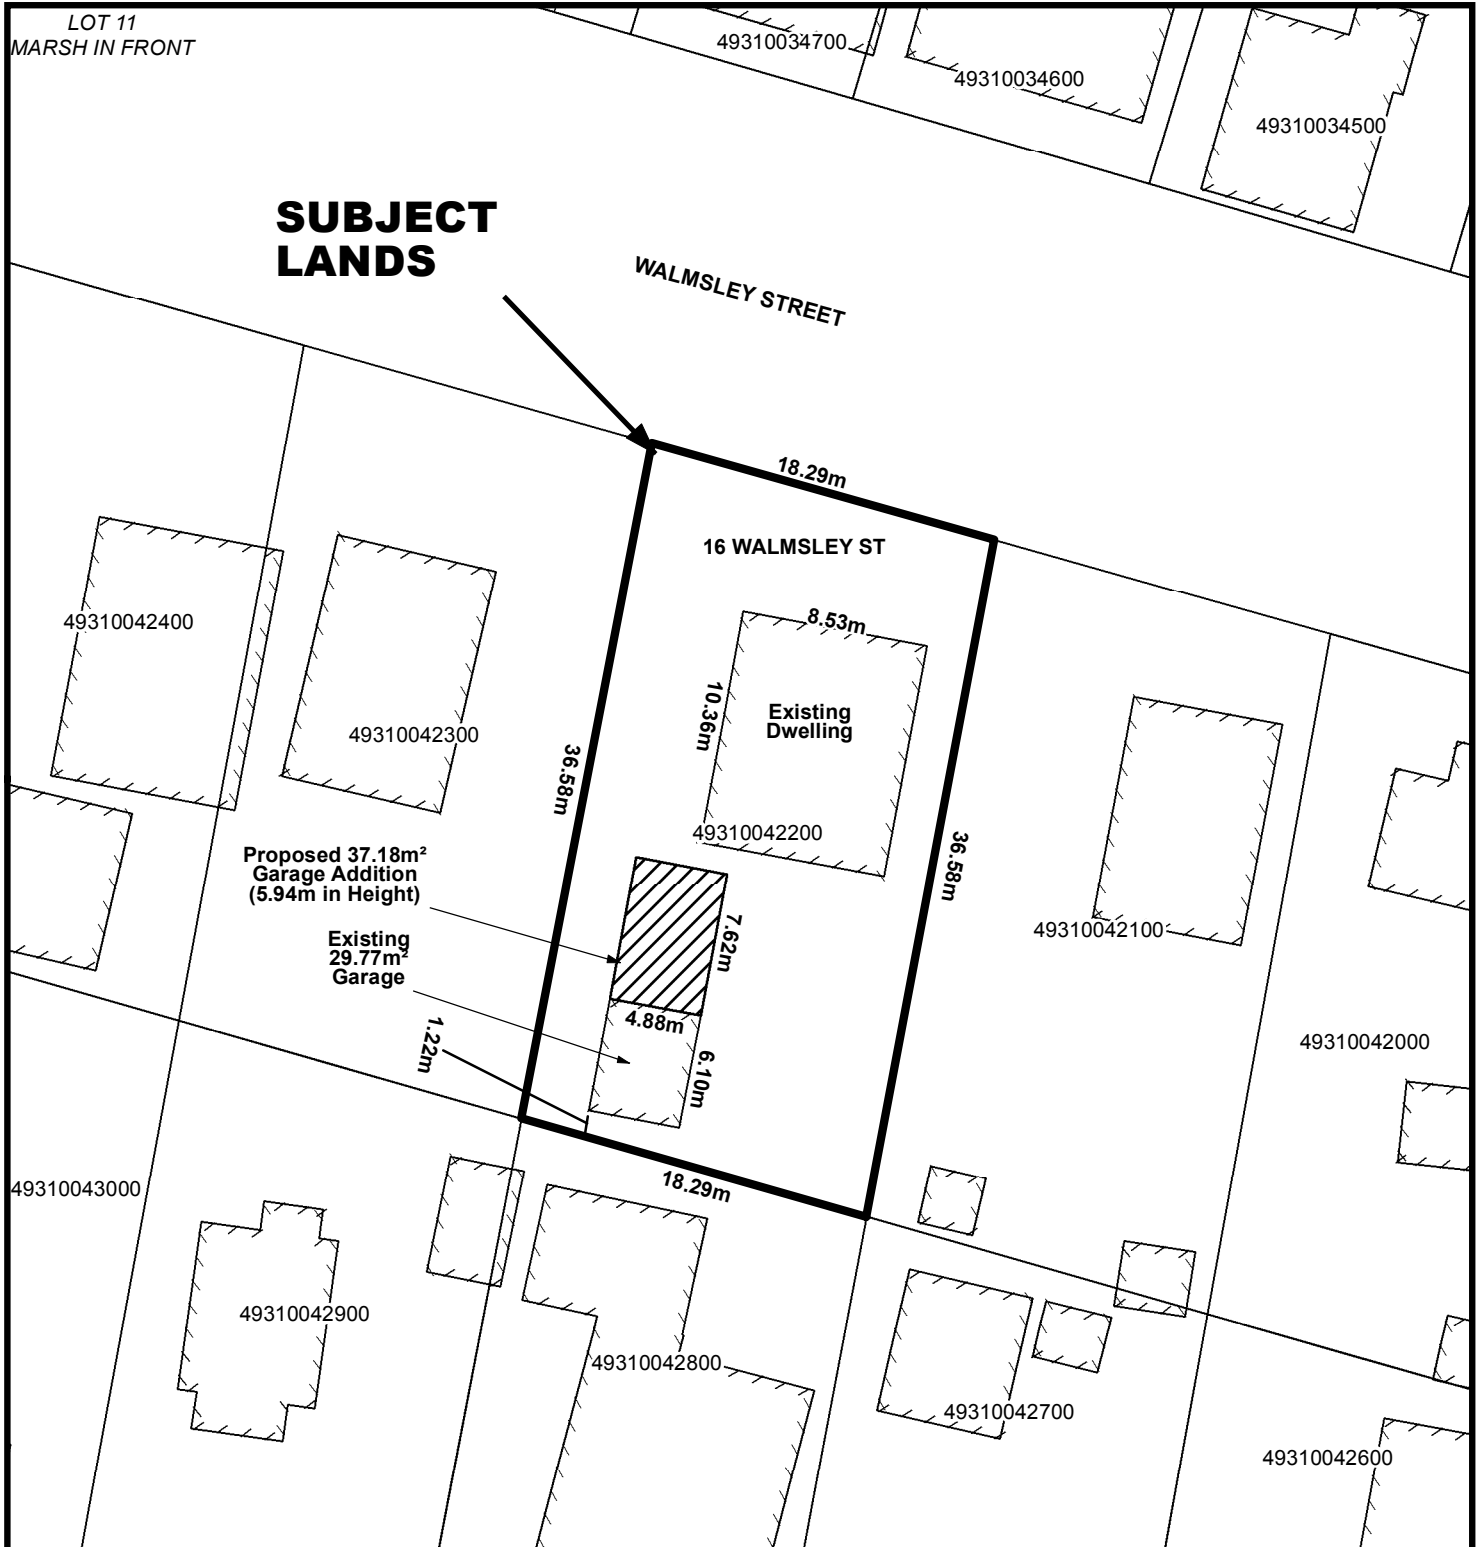 LOT 11
MARSH IN FRONT
49310034700
49310034600
49310034500
SUBJECT
LANDS
WALMSLEY STREET
18.29m
16 WALMSLEY ST
8.53m
49310042400
10.36m
Existing
Dwelling
49310042300
36.58m
49310042200
36.58m
Proposed 37.18m²
Garage Addition
(5.94m in Height)
7.62m
49310042100
Existing
29.77m²
Garage
4.88m
1.22m
6.10m
49310042000
18.29m
49310043000
49310042900
49310042800
49310042700
49310042600